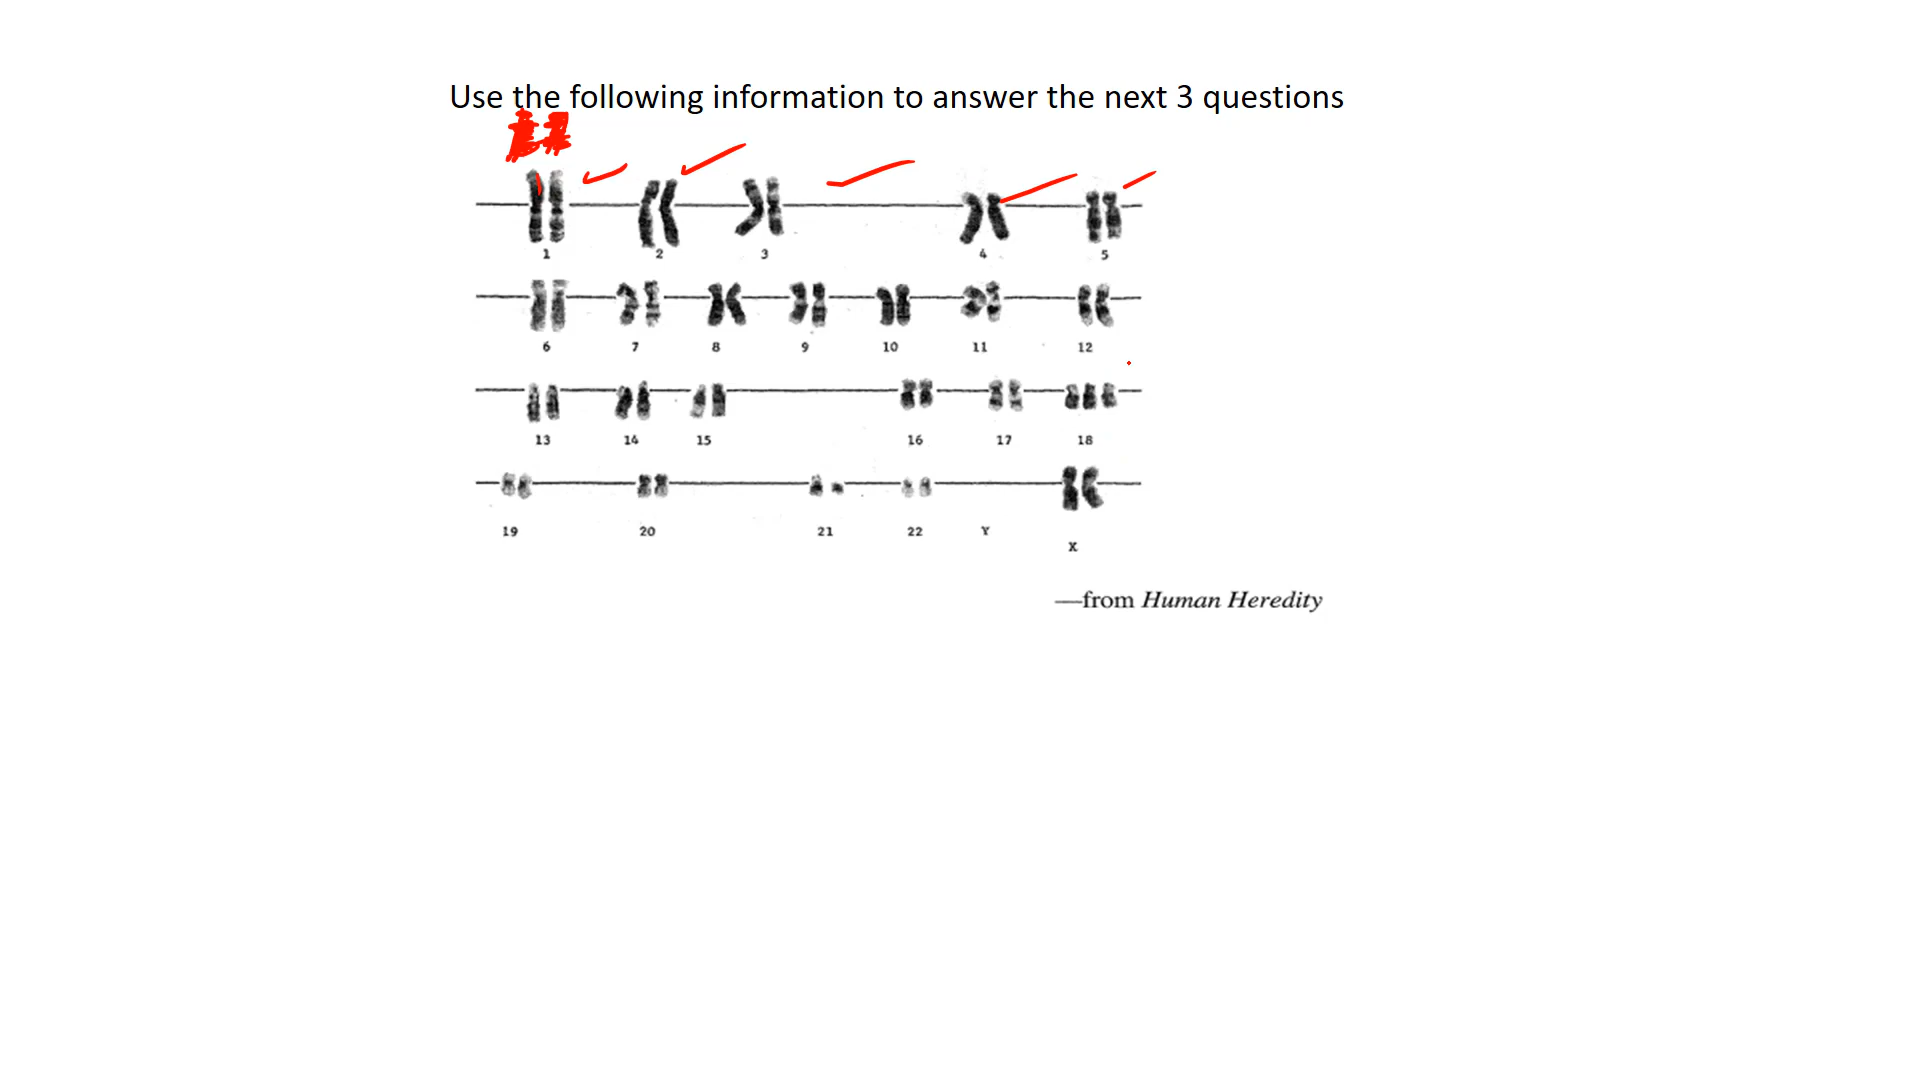 Use the following information to answer the next 3 questions
1 2 3 4 5
6 7 8 9 10 11 12
13 14 15 16 17 18
19 20 21 22 Y X
—from Human Heredity